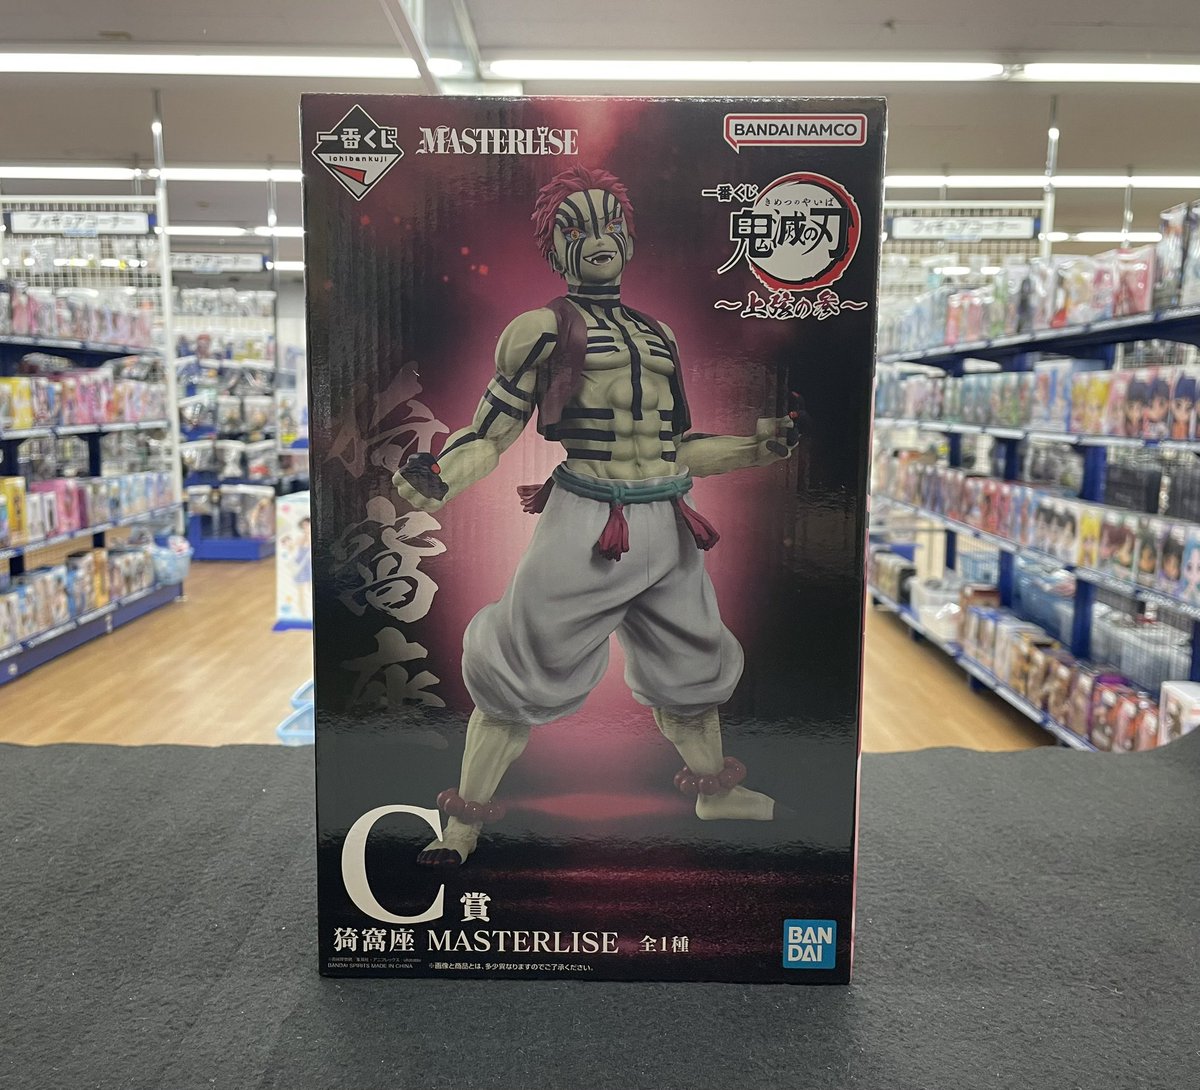 一番くじ
ichibankuji
MASTERLISE
BANDAI NAMCO
一番くじ
きめつのやいば
鬼滅の刃
～上弦の参～
フィギュアコーナー
フィギュアコーナー
猗窩座
C賞
猗窩座 MASTERLISE 全1種
BANDAI SPIRITS MADE IN CHINA ※画像と商品とは、多少異なりますのでご了承ください。
BAN
DAI